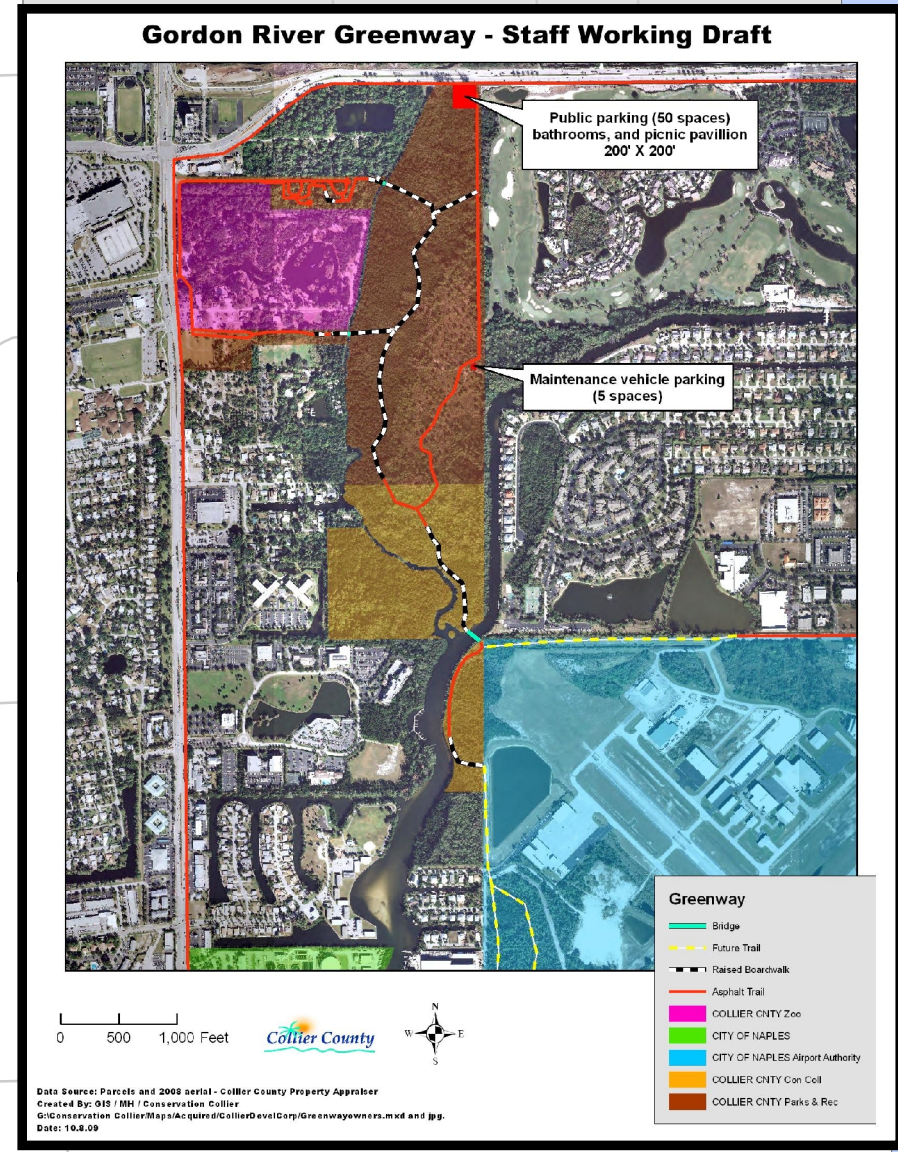 Gordon River Greenway - Staff Working Draft
Public parking (50 spaces)
bathrooms, and picnic pavillion
200' X 200'
Maintenance vehicle parking
(5 spaces)
Greenway
Bridge
Future Trail
Raised Boardwalk
Asphalt Trail
COLLIER CNTY Zoo
CITY OF NAPLES
CITY OF NAPLES Airport Authority
COLLIER CNTY Con Coll
COLLIER CNTY Parks & Rec
0 500 1,000 Feet
Collier County
N
W E
S
Data Source: Parcels and 2008 aerial - Collier County Property Appraiser
Created By: GIS / MH / Conservation Collier
G:\Conservation Collier/Maps/Acquired/CollierDevelCorp/Greenwayowners.mxd and jpg.
Date: 10.8.09